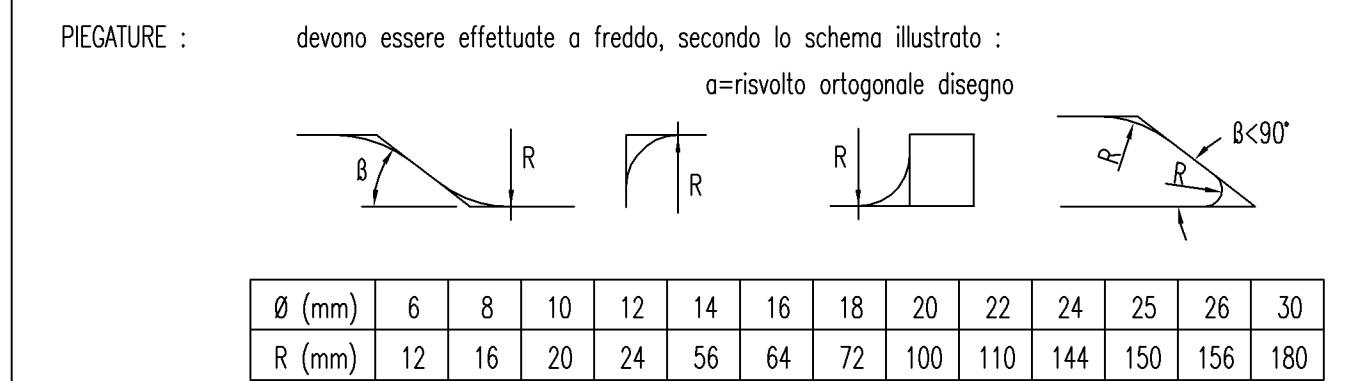 PIEGATURE : devono essere effettuate a freddo, secondo lo schema illustrato :
a=risvolto ortogonale disegno
ß R R R R R ß<90°
Ø (mm) 6 8 10 12 14 16 18 20 22 24 25 26 30
R (mm) 12 16 20 24 56 64 72 100 110 144 150 156 180